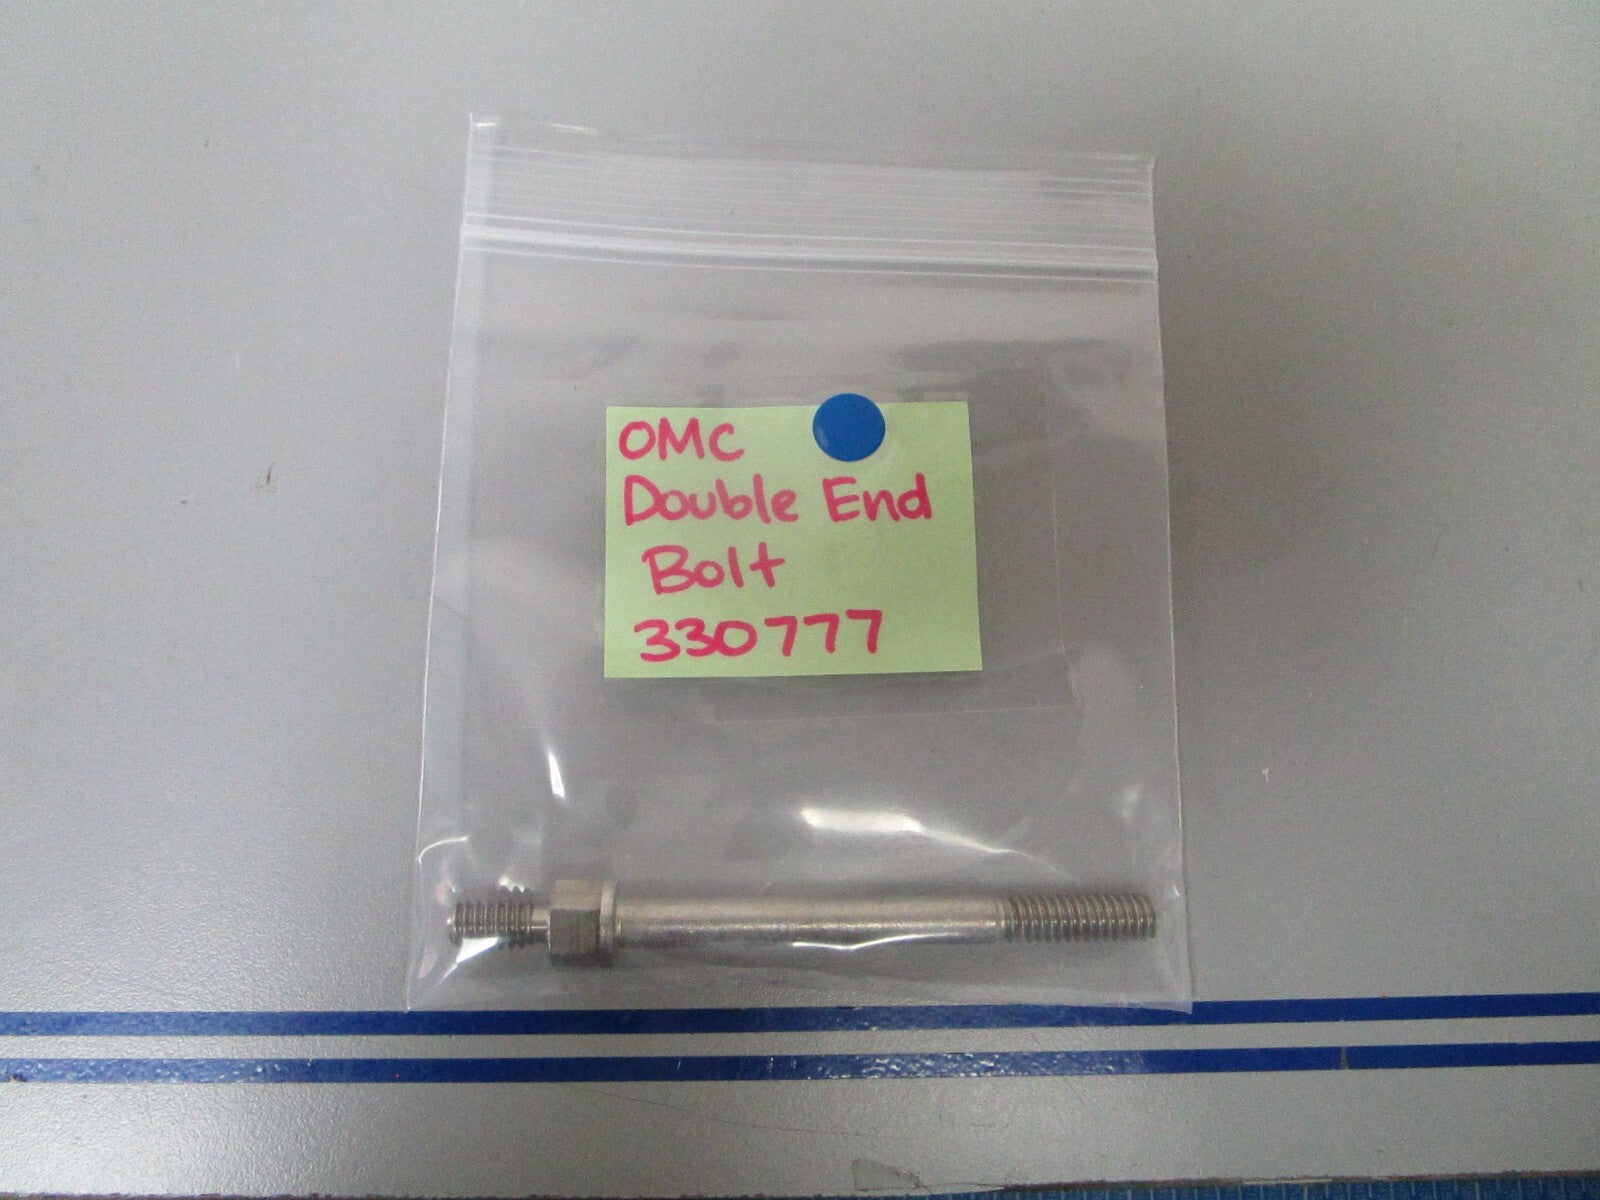 OMC
Double End
Bolt
330777